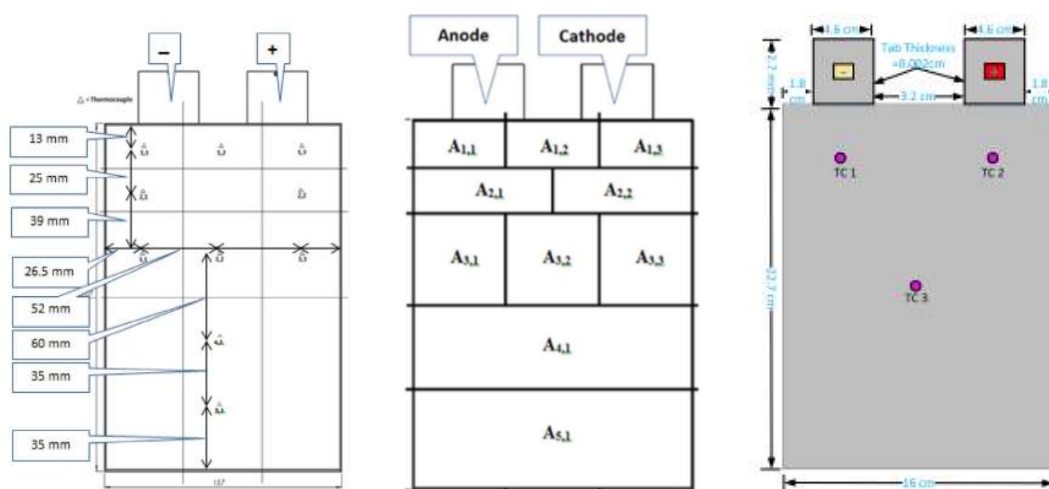 −
+
△ = Thermocouple
13 mm
25 mm
39 mm
26.5 mm
52 mm
60 mm
35 mm
35 mm
157
Anode
Cathode
A1,1
A1,2
A1,3
A2,1
A2,2
A3,1
A3,2
A3,3
A4,1
A5,1
4.6 cm
4.6 cm
Tab Thickness
=0.002cm
1.8
cm
3.2 cm
1.8
cm
-
+
TC 1
TC 2
TC 3
16 cm